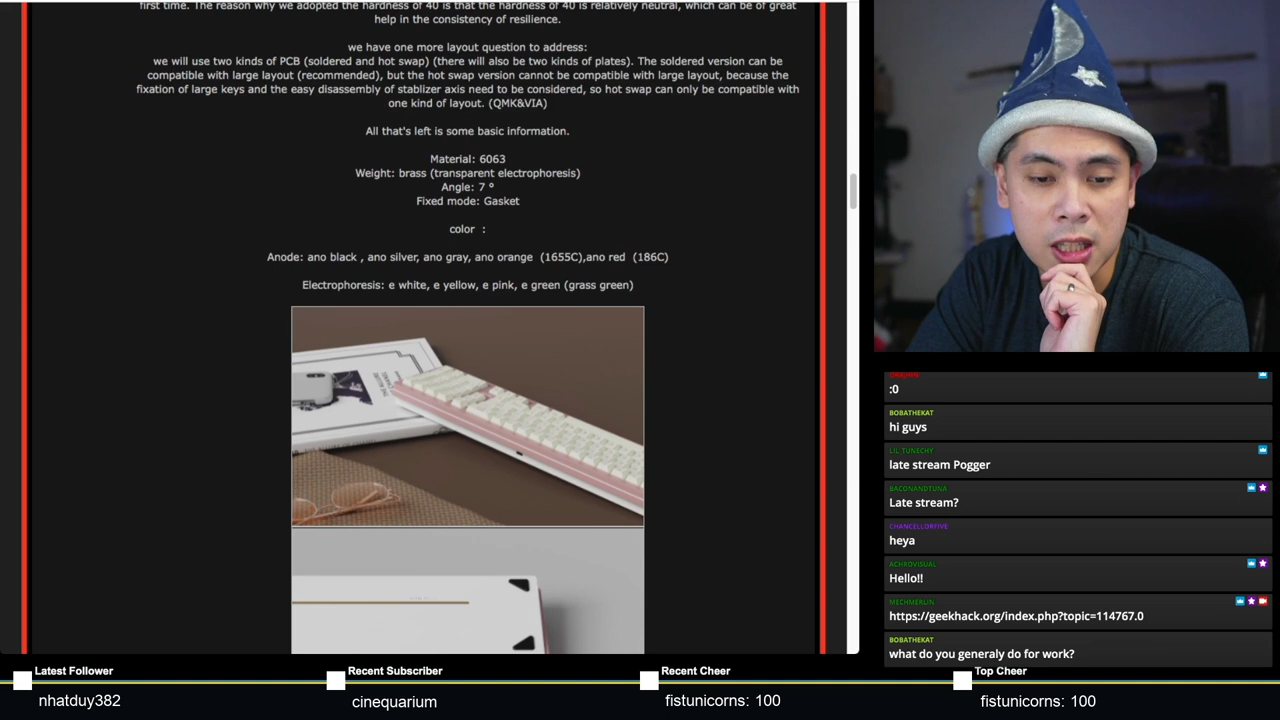 first time. The reason why we adopted the hardness of 40 is that the hardness of 40 is relatively neutral, which can be of great
help in the consistency of resilience.
we have one more layout question to address:
we will use two kinds of PCB (soldered and hot swap) (there will also be two kinds of plates). The soldered version can be
compatible with large layout (recommended), but the hot swap version cannot be compatible with large layout, because the
fixation of large keys and the easy disassembly of stablizer axis need to be considered, so hot swap can only be compatible with
one kind of layout. (QMK&VIA)
All that's left is some basic information.
Material: 6063
Weight: brass (transparent electrophoresis)
Angle: 7 °
Fixed mode: Gasket
color :
Anode: ano black , ano silver, ano gray, ano orange (1655C),ano red (186C)
Electrophoresis: e white, e yellow, e pink, e green (grass green)
:0
BOBATHEKAT
hi guys
LIL_TUNECHY
late stream Pogger
BACONANDTUNA
Late stream?
CHANCELLORFIVE
heya
ACHROVISUAL
Hello!!
MECHMERLIN
https://geekhack.org/index.php?topic=114767.0
BOBATHEKAT
what do you generaly do for work?
Latest Follower
nhatduy382
Recent Subscriber
cinequarium
Recent Cheer
fistunicorns: 100
Top Cheer
fistunicorns: 100